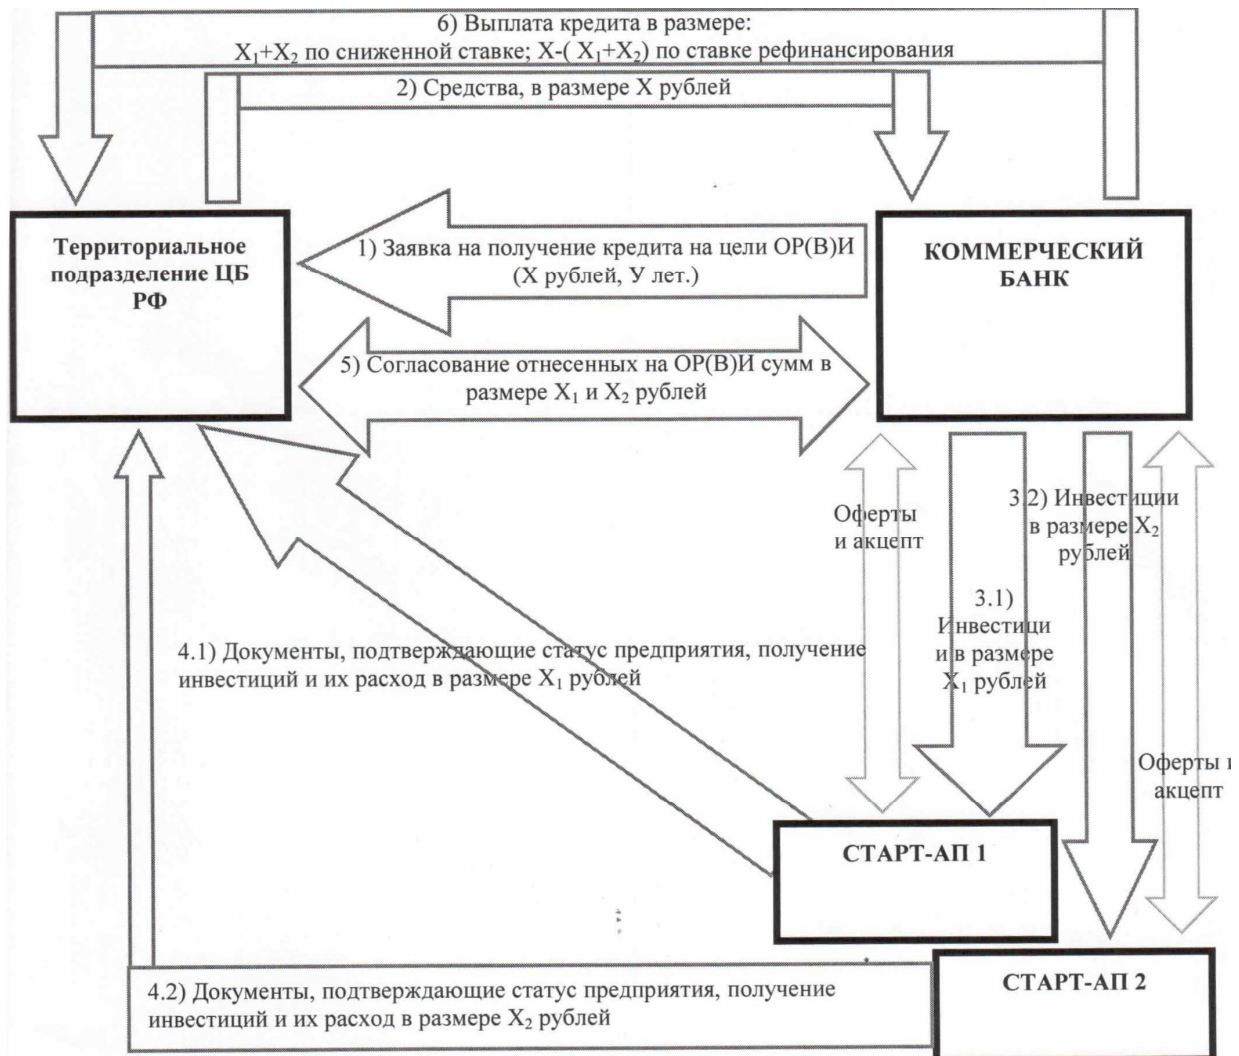 6) Выплата кредита в размере:
X₁+X₂ по сниженной ставке; X-( X₁+X₂) по ставке рефинансирования
2) Средства, в размере X рублей
Территориальное
подразделение ЦБ
РФ
1) Заявка на получение кредита на цели ОР(В)И
(X рублей, У лет.)
КОММЕРЧЕСКИЙ
БАНК
5) Согласование отнесенных на ОР(В)И сумм в
размере X₁ и X₂ рублей
Оферты
и акцепт
3.2) Инвестиции
в размере X₂
рублей
3.1)
Инвестици
и в размере
X₁ рублей
4.1) Документы, подтверждающие статус предприятия, получение
инвестиций и их расход в размере X₁ рублей
Оферты и
акцепт
СТАРТ-АП 1
СТАРТ-АП 2
4.2) Документы, подтверждающие статус предприятия, получение
инвестиций и их расход в размере X₂ рублей